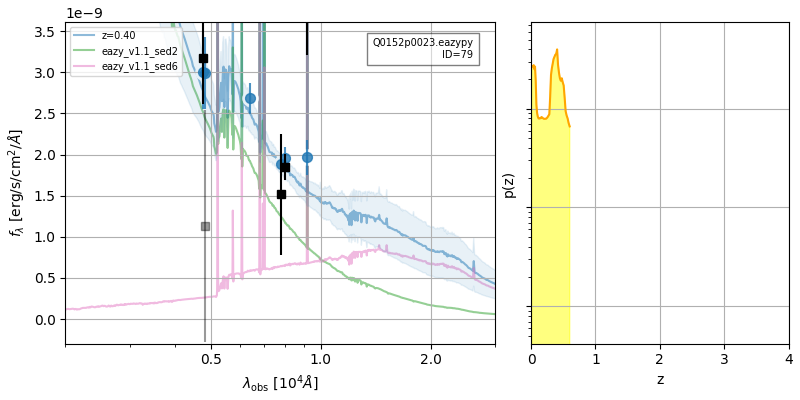 1e−9
z=0.40
eazy_v1.1_sed2
eazy_v1.1_sed6
Q0152p0023.eazypy
ID=79
3.5
3.0
2.5
2.0
1.5
1.0
0.5
0.0
fλ [erg/s/cm²/Å]
0.5
1.0
2.0
λobs [10⁴Å]
p(z)
0
1
2
3
4
z